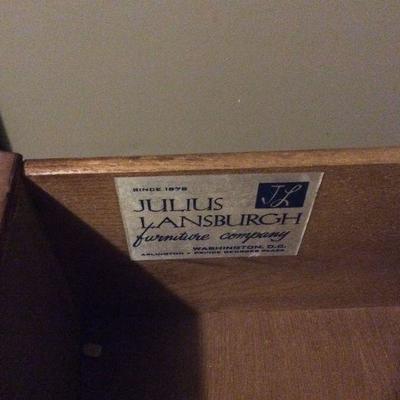 SINCE 1878
JL
JULIUS
LANSBURGH
furniture company
WASHINGTON, D.C.
ARLINGTON • PRINCE GEORGES PLAZA